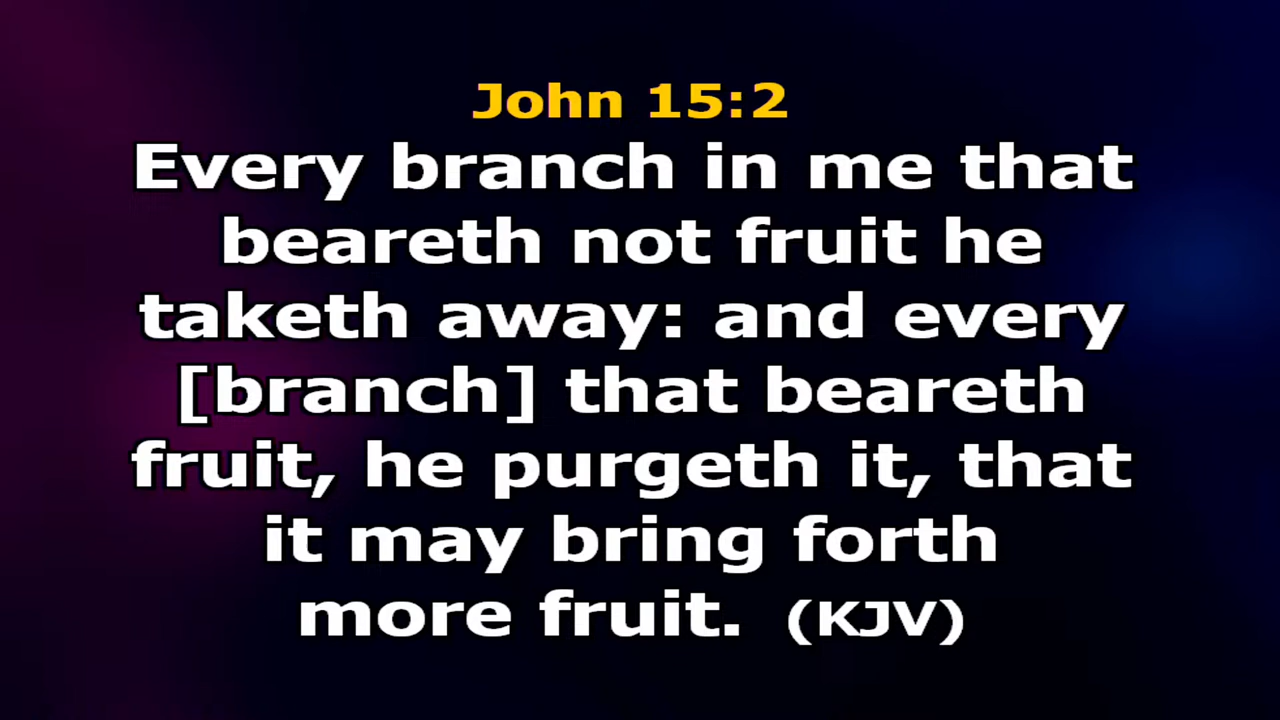 John 15:2
Every branch in me that
beareth not fruit he
taketh away: and every
[branch] that beareth
fruit, he purgeth it, that
it may bring forth
more fruit. (KJV)